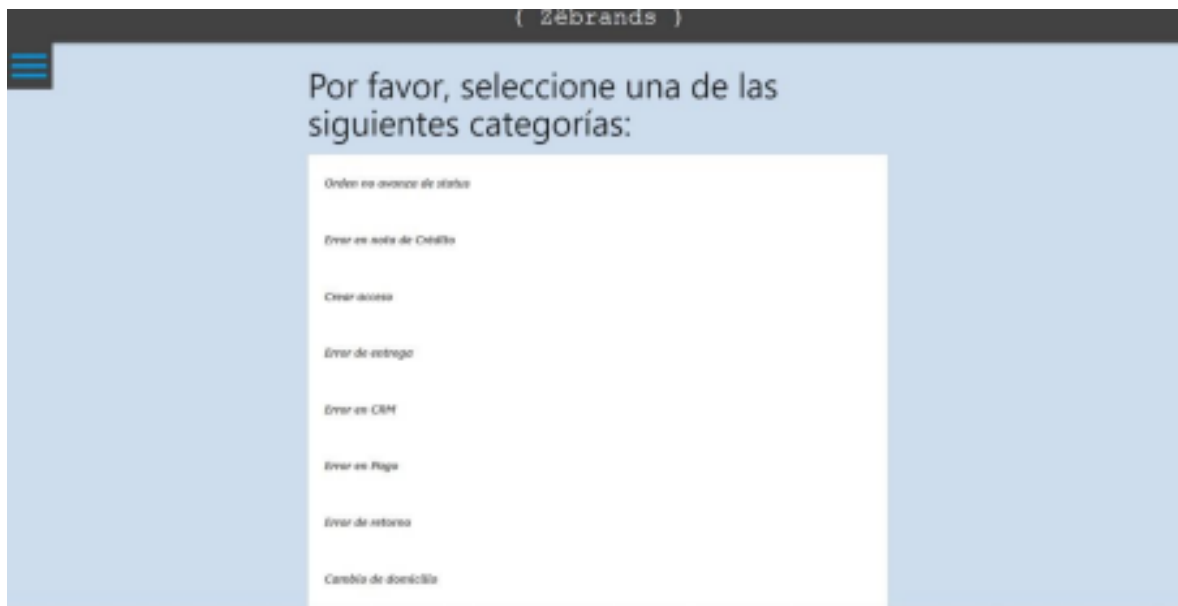 { Zëbrands }
Por favor, seleccione una de las
siguientes categorías:
Orden no avanza de status
Error en nota de Crédito
Crear acceso
Error de entrega
Error en CRM
Error en Pago
Error de retorno
Cambio de domicilio